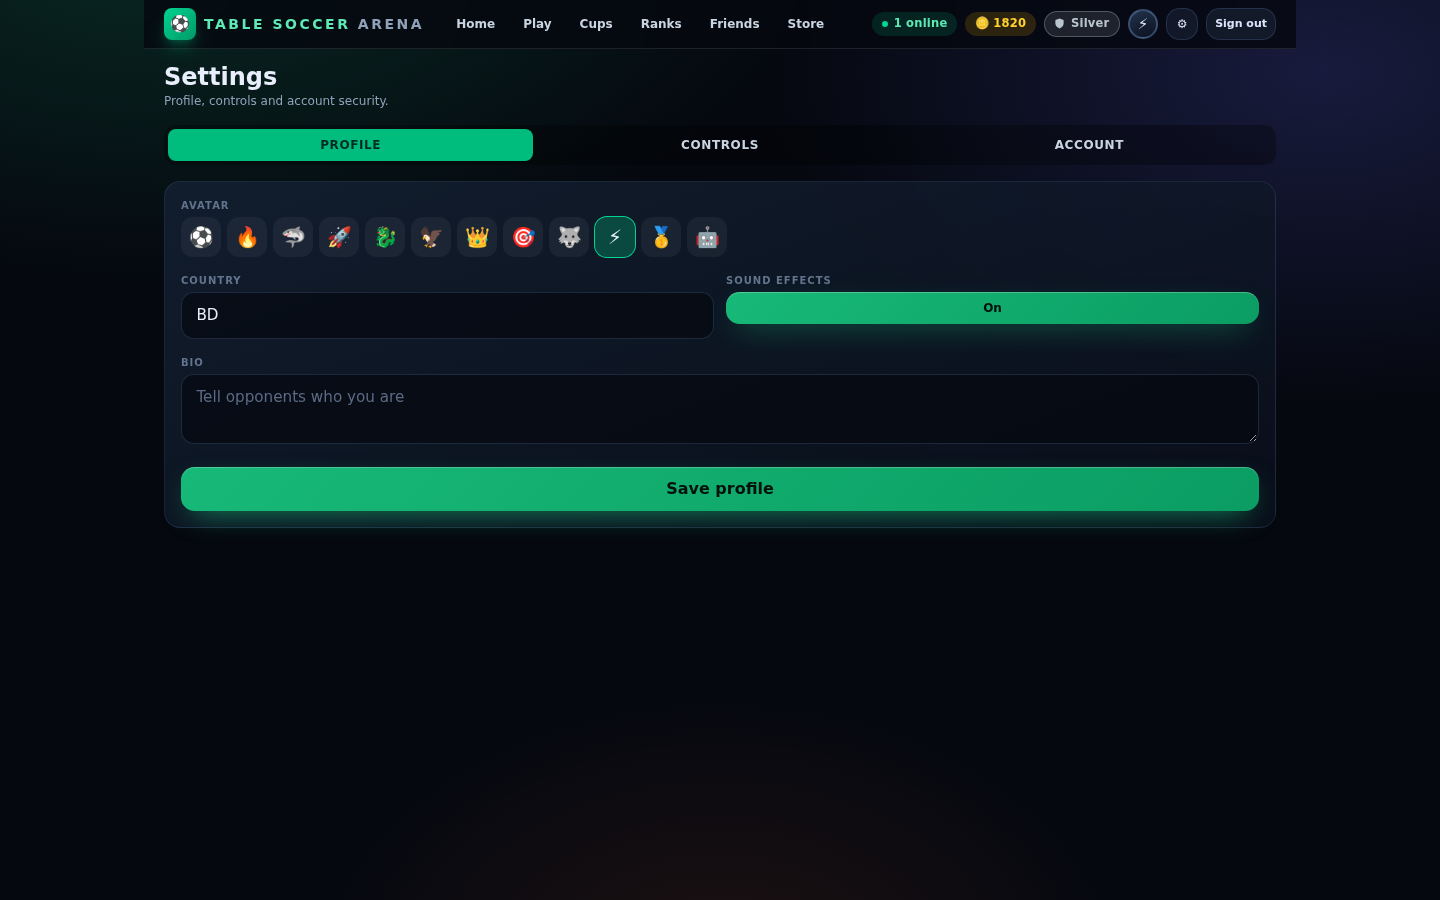 TABLE SOCCER ARENA Home Play Cups Ranks Friends Store 1 online 1820 Silver Sign out
Settings
Profile, controls and account security.
PROFILE CONTROLS ACCOUNT
AVATAR
COUNTRY SOUND EFFECTS
BD On
BIO
Tell opponents who you are
Save profile